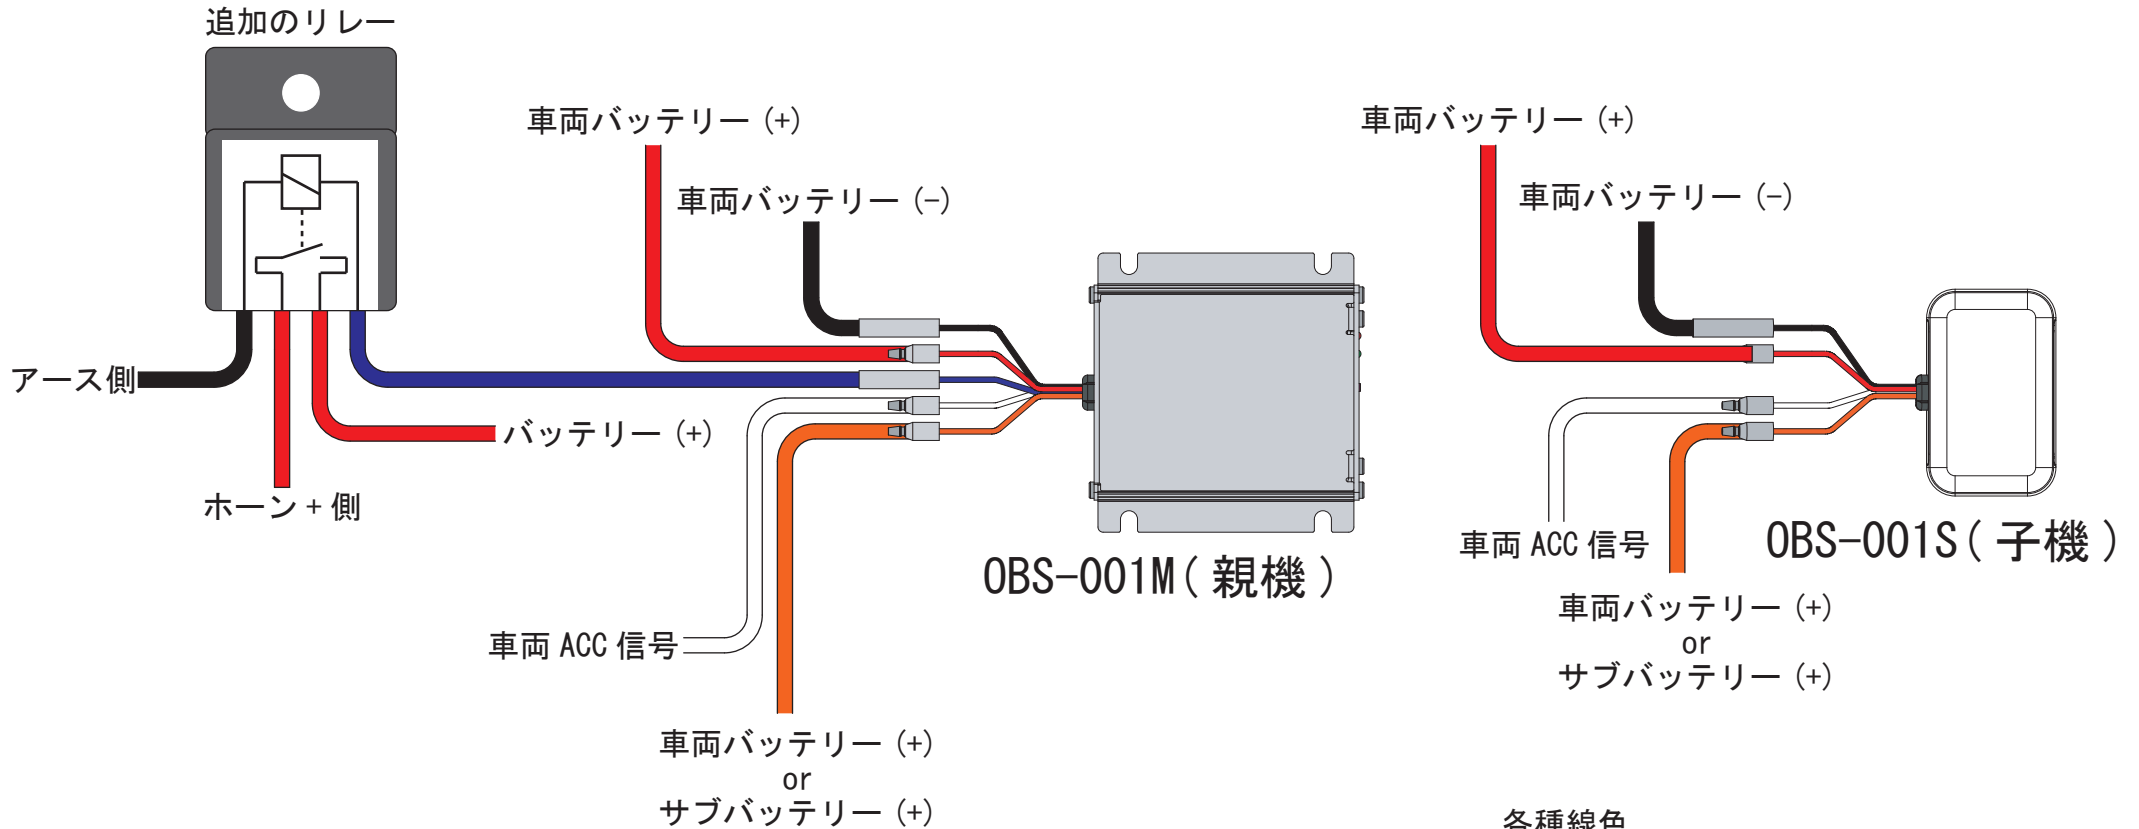 追加のリレー
車両バッテリー (+)
車両バッテリー (−)
アース側
バッテリー (+)
ホーン + 側
車両 ACC 信号
車両バッテリー (+)
or
サブバッテリー (+)
OBS-001M( 親機 )
車両バッテリー (+)
車両バッテリー (−)
車両 ACC 信号
車両バッテリー (+)
or
サブバッテリー (+)
OBS-001S( 子機 )
各種線色